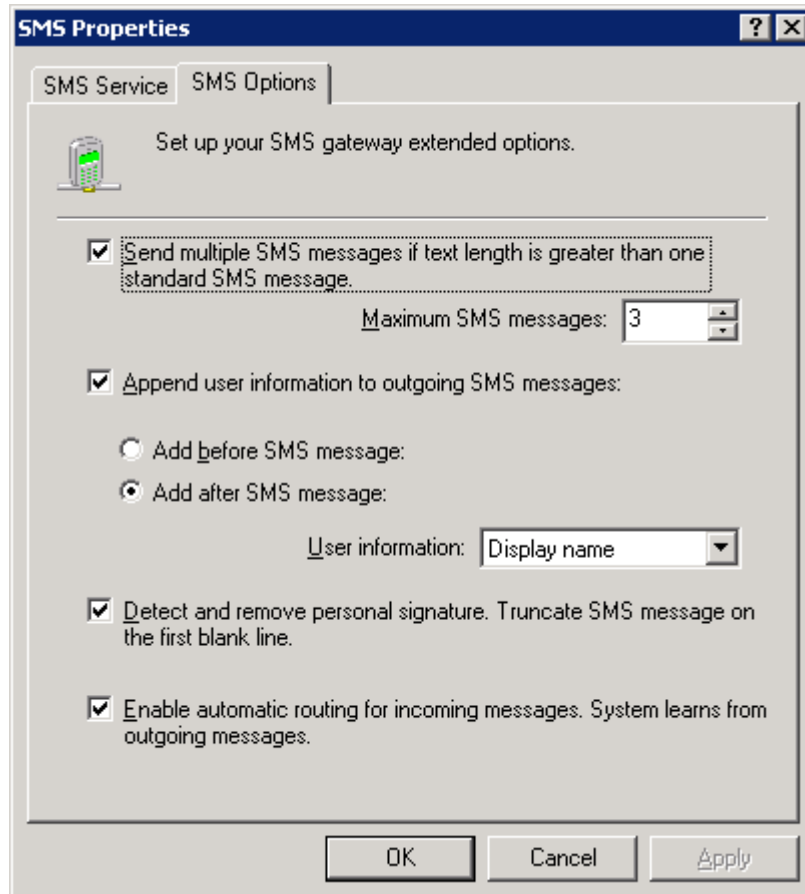 SMS Properties
SMS Service
SMS Options
Set up your SMS gateway extended options.
Send multiple SMS messages if text length is greater than one
standard SMS message.
Maximum SMS messages: 3
Append user information to outgoing SMS messages:
Add before SMS message:
Add after SMS message:
User information: Display name
Detect and remove personal signature. Truncate SMS message on
the first blank line.
Enable automatic routing for incoming messages. System learns from
outgoing messages.
OK
Cancel
Apply